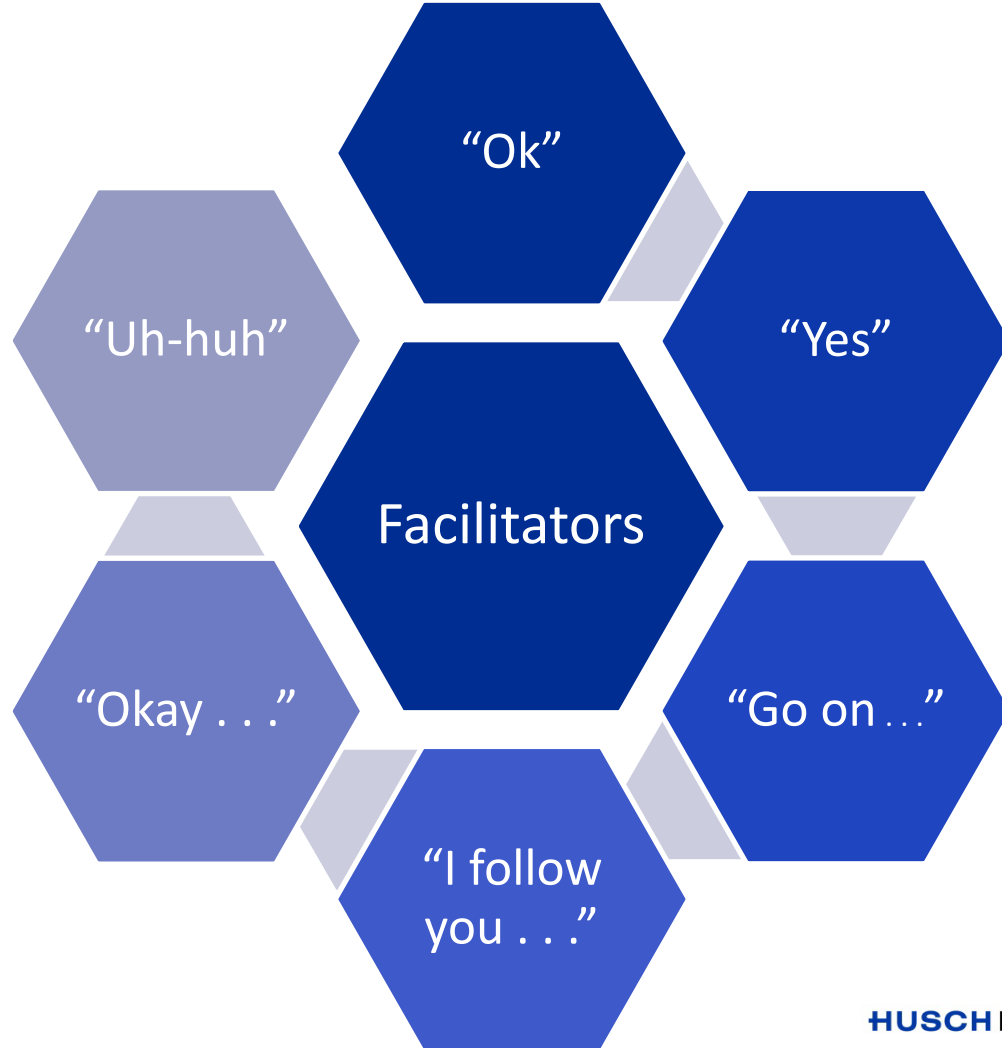 “Ok”
“Uh-huh”
“Yes”
Facilitators
“Okay . . .”
“Go on . . .”
“I follow
you . . .”
HUSCH